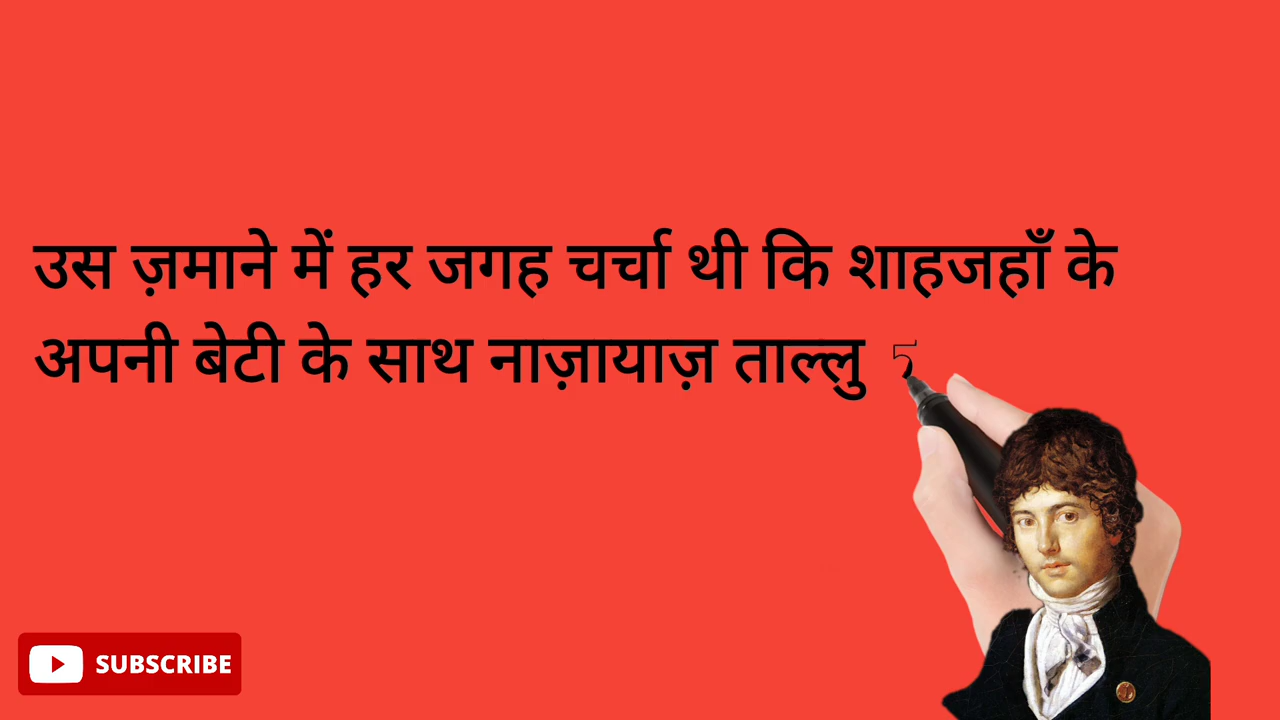 उस ज़माने में हर जगह चर्चा थी कि शाहजहाँ के
अपनी बेटी के साथ नाज़ायाज़ ताल्लु
SUBSCRIBE